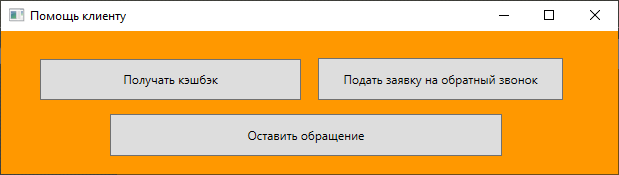 Помощь клиенту
Получать кэшбэк
Подать заявку на обратный звонок
Оставить обращение